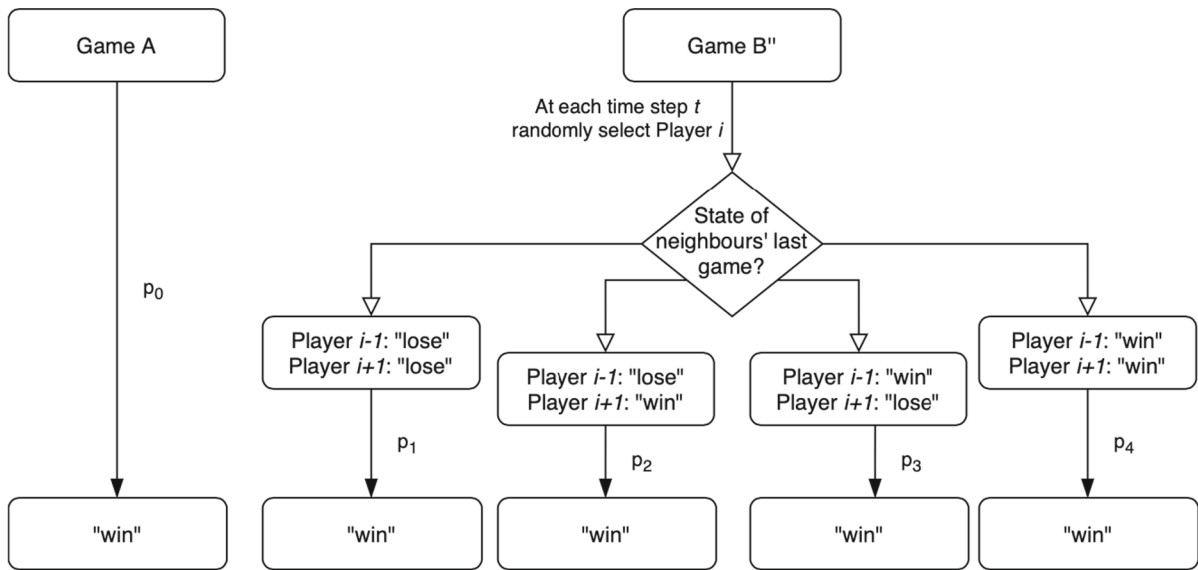 Game A
Game B"
At each time step t
randomly select Player i
State of
neighbours' last
game?
p0
Player i-1: "lose"
Player i+1: "lose"
Player i-1: "lose"
Player i+1: "win"
Player i-1: "win"
Player i+1: "lose"
Player i-1: "win"
Player i+1: "win"
p1
p2
p3
p4
"win"
"win"
"win"
"win"
"win"